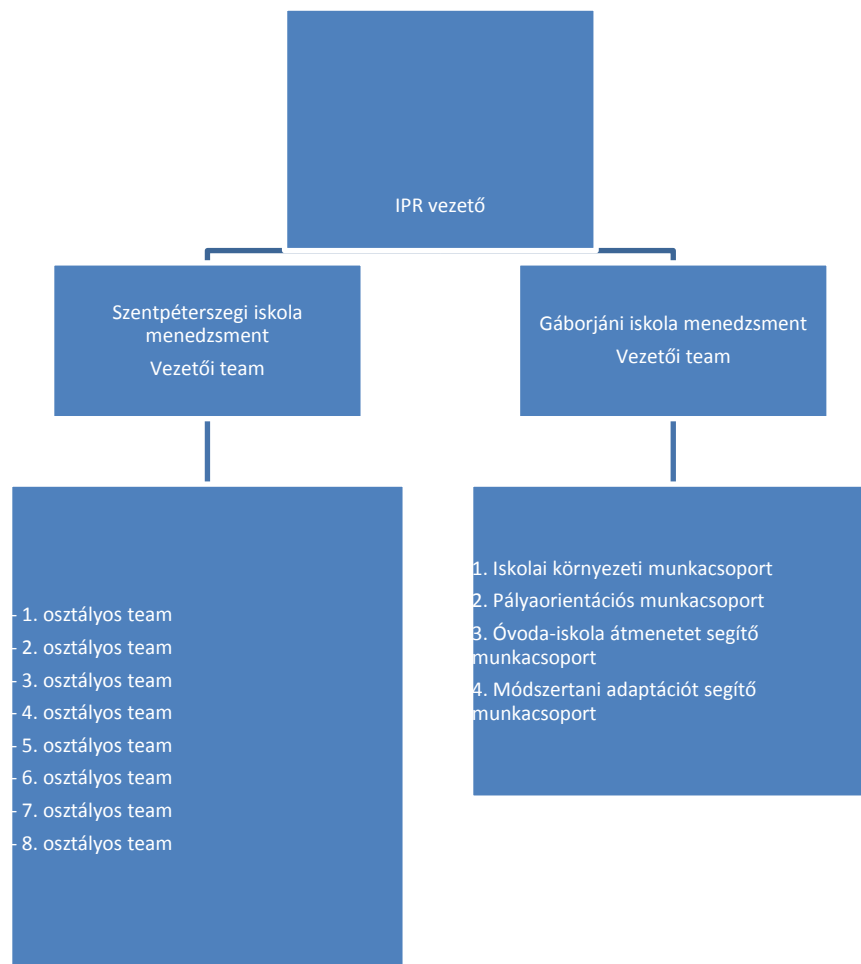 IPR vezető
Szentpéterszegi iskola
menedzsment
Vezetői team
Gáborjáni iskola menedzsment
Vezetői team
- 1. osztályos team
- 2. osztályos team
- 3. osztályos team
- 4. osztályos team
- 5. osztályos team
- 6. osztályos team
- 7. osztályos team
- 8. osztályos team
1. Iskolai környezeti munkacsoport
2. Pályaorientációs munkacsoport
3. Óvoda-iskola átmenetet segítő
munkacsoport
4. Módszertani adaptációt segítő
munkacsoport